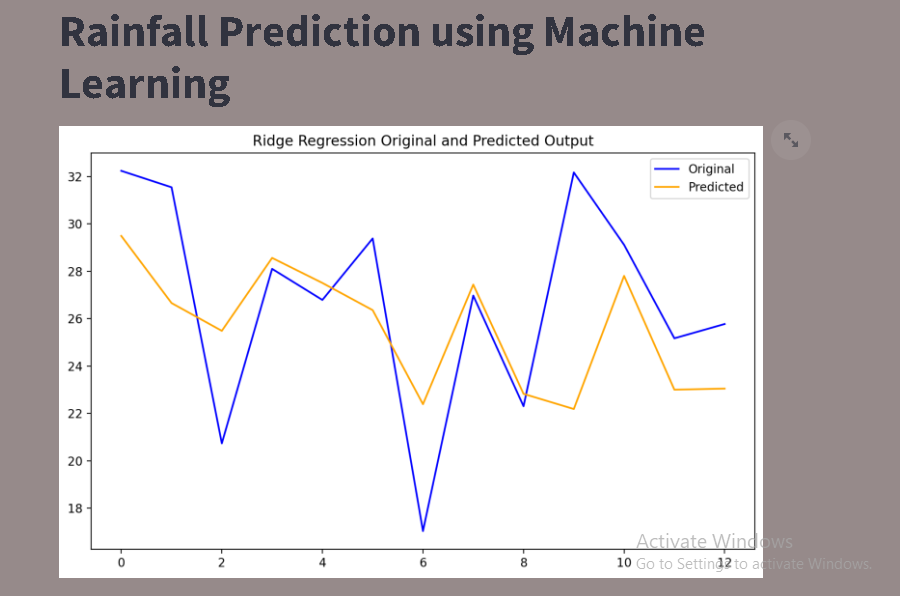 Rainfall Prediction using Machine
Learning
Ridge Regression Original and Predicted Output
Original
Predicted
32
30
28
26
24
22
20
18
0 2 4 6 8 10 12
Activate Windows
Go to Settings to activate Windows.